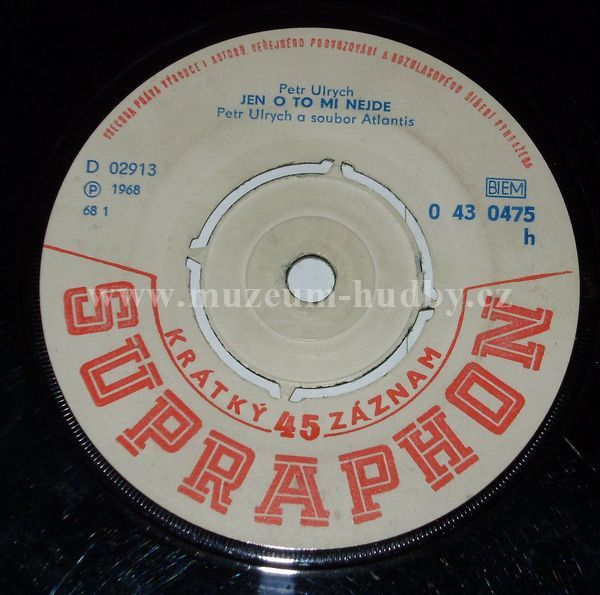 VŠECHNA PRÁVA VÝROBCE I AUTORŮ VEŘEJNÉHO PROVOZOVÁNÍ A ROZHLASOVÉHO ŠÍŘENÍ VYHRAZENA
Petr Ulrych
JEN O TO MI NEJDE
Petr Ulrych a soubor Atlantis
D 02913
Ⓟ 1968
68 1
BIEM
0 43 0475
h
www.muzeum-hudby.cz
KRÁTKÝ 45 ZÁZNAM
SUPRAPHON